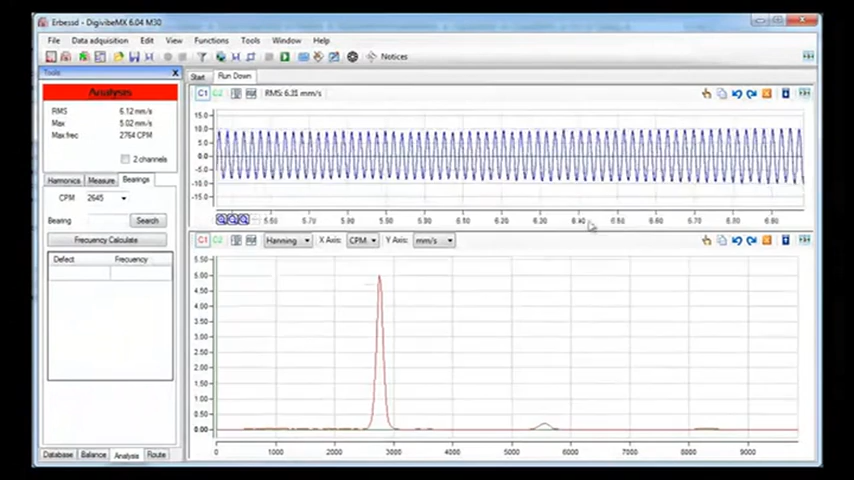 Erbessd - DigivibeMX 6.04 M30
File Data acquisition Edit View Functions Tools Window Help
Notices
Tools
Analysis
RMS 6.12 mm/s
Max 5.02 mm/s
Max.frec 2764 CPM
2 channels
Harmonics Measure Bearings
CPM 2645
Bearing Search
Frequency Calculate
Defect Frequency
Database Balance Analysis Route
Start Run Down
C1 C2 RMS: 6.21 mm/s
15.0
10.0
5.0
0.0
-5.0
-10.0
-15.0
5.60 5.70 5.80 5.90 6.00 6.10 6.20 6.30 6.40 6.50 6.60 6.70 6.80
C1 C2 Hanning X Axis: CPM Y Axis: mm/s
5.50
5.00
4.50
4.00
3.50
3.00
2.50
2.00
1.50
1.00
0.50
0.00
0 1000 2000 3000 4000 5000 6000 7000 8000 9000